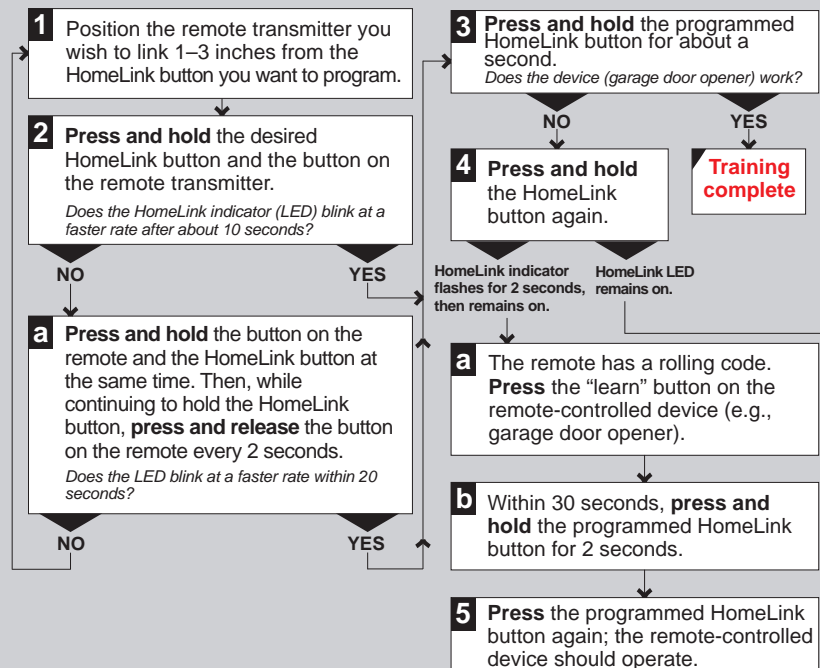 1 Position the remote transmitter you
wish to link 1–3 inches from the
HomeLink button you want to program.
2 Press and hold the desired
HomeLink button and the button on
the remote transmitter.
Does the HomeLink indicator (LED) blink at a
faster rate after about 10 seconds?
NO
YES
a Press and hold the button on the
remote and the HomeLink button at
the same time. Then, while
continuing to hold the HomeLink
button, press and release the button
on the remote every 2 seconds.
Does the LED blink at a faster rate within 20
seconds?
NO
YES
3 Press and hold the programmed
HomeLink button for about a
second.
Does the device (garage door opener) work?
NO
YES
4 Press and hold
the HomeLink
button again.
Training
complete
HomeLink indicator
flashes for 2 seconds,
then remains on.
HomeLink LED
remains on.
a The remote has a rolling code.
Press the “learn” button on the
remote-controlled device (e.g.,
garage door opener).
b Within 30 seconds, press and
hold the programmed HomeLink
button for 2 seconds.
5 Press the programmed HomeLink
button again; the remote-controlled
device should operate.